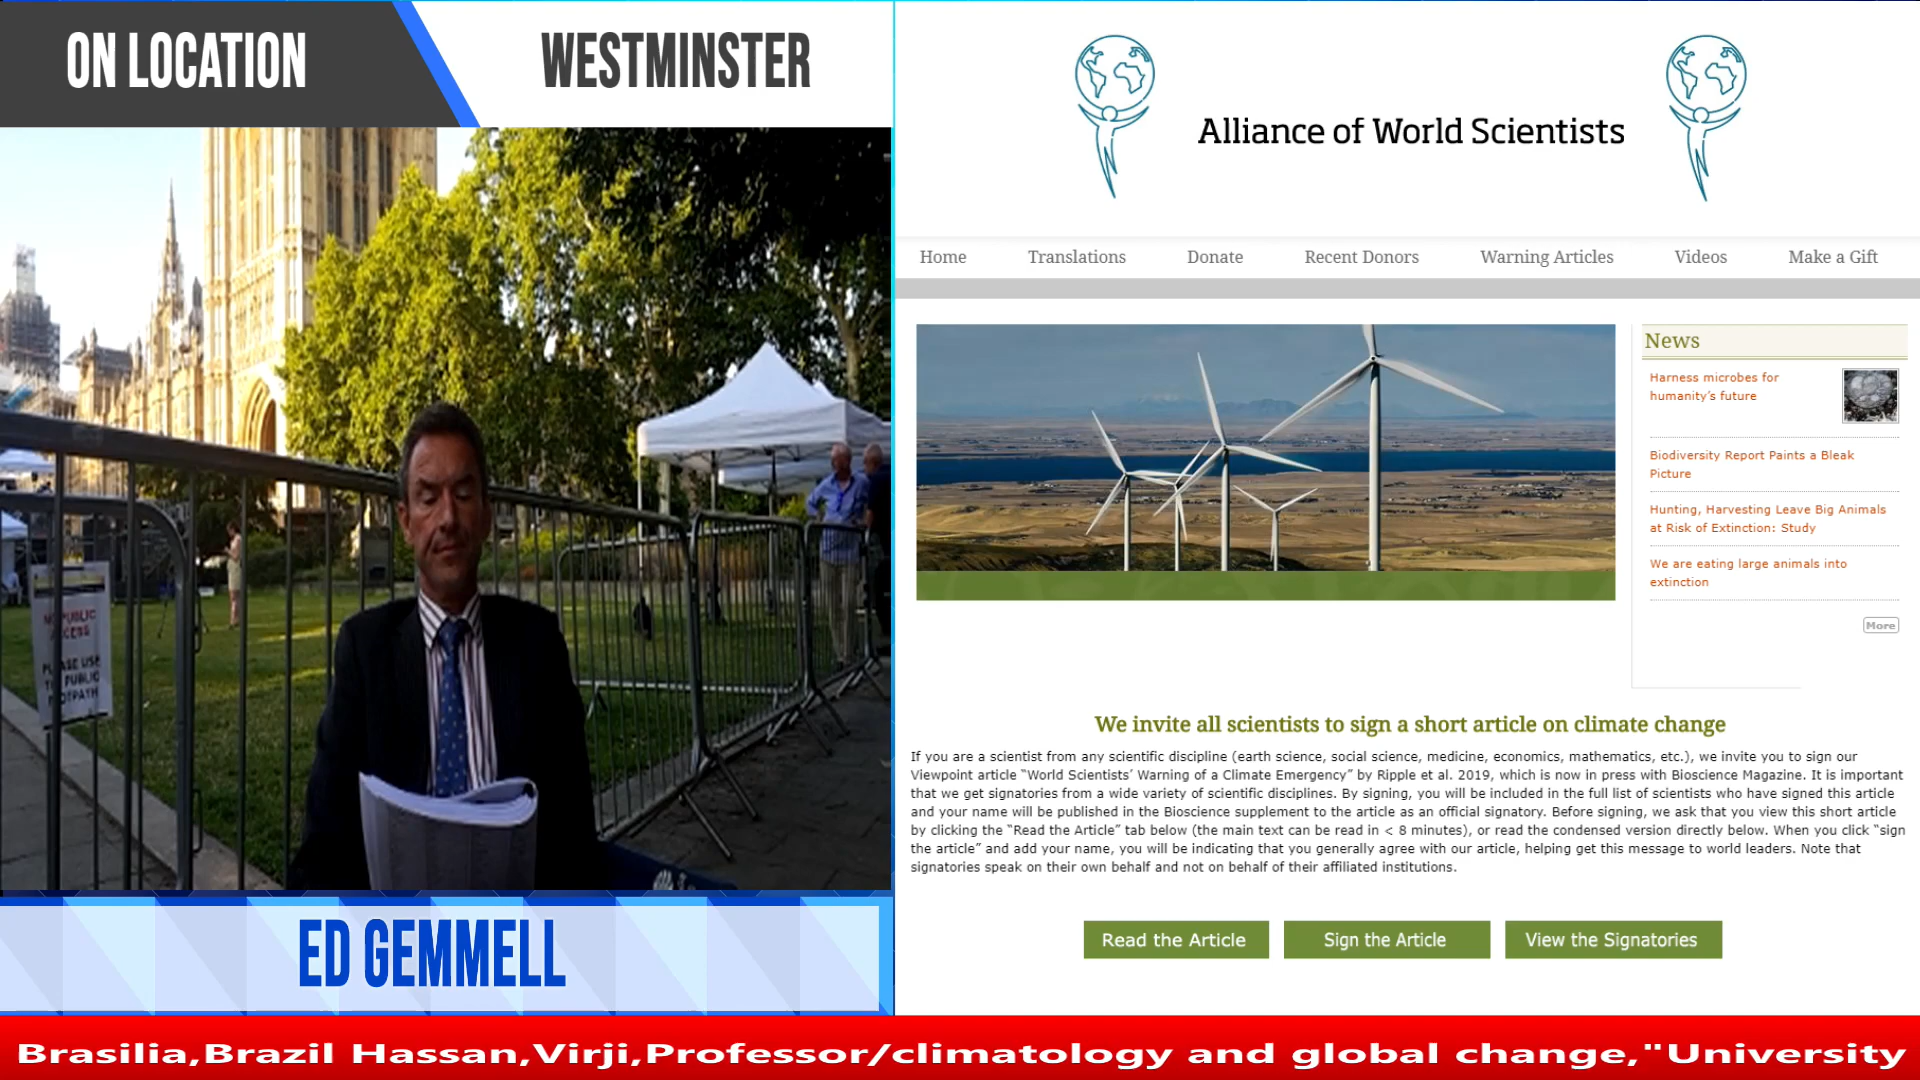 ON LOCATION
WESTMINSTER
NO PUBLIC
ACCESS
PLEASE USE
THE PUBLIC
FOOTPATH
ED GEMMELL
Alliance of World Scientists
Home Translations Donate Recent Donors Warning Articles Videos Make a Gift
News
Harness microbes for
humanity’s future
Biodiversity Report Paints a Bleak
Picture
Hunting, Harvesting Leave Big Animals
at Risk of Extinction: Study
We are eating large animals into
extinction
More
We invite all scientists to sign a short article on climate change
If you are a scientist from any scientific discipline (earth science, social science, medicine, economics, mathematics, etc.), we invite you to sign our
Viewpoint article “World Scientists’ Warning of a Climate Emergency” by Ripple et al. 2019, which is now in press with Bioscience Magazine. It is important
that we get signatories from a wide variety of scientific disciplines. By signing, you will be included in the full list of scientists who have signed this article
and your name will be published in the Bioscience supplement to the article as an official signatory. Before signing, we ask that you view this short article
by clicking the “Read the Article” tab below (the main text can be read in < 8 minutes), or read the condensed version directly below. When you click “sign
the article” and add your name, you will be indicating that you generally agree with our article, helping get this message to world leaders. Note that
signatories speak on their own behalf and not on behalf of their affiliated institutions.
Read the Article Sign the Article View the Signatories
Brasilia,Brazil Hassan,Virji,Professor/climatology and global change,"University